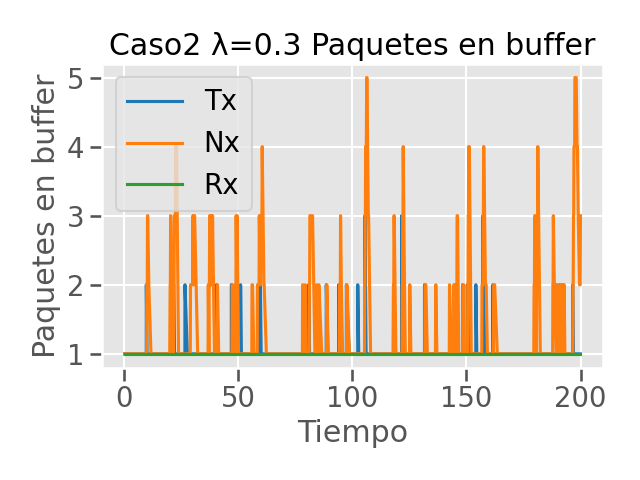 Caso2 λ=0.3 Paquetes en buffer
Tx
Nx
Rx
5
4
3
2
1
Paquetes en buffer
0 50 100 150 200
Tiempo